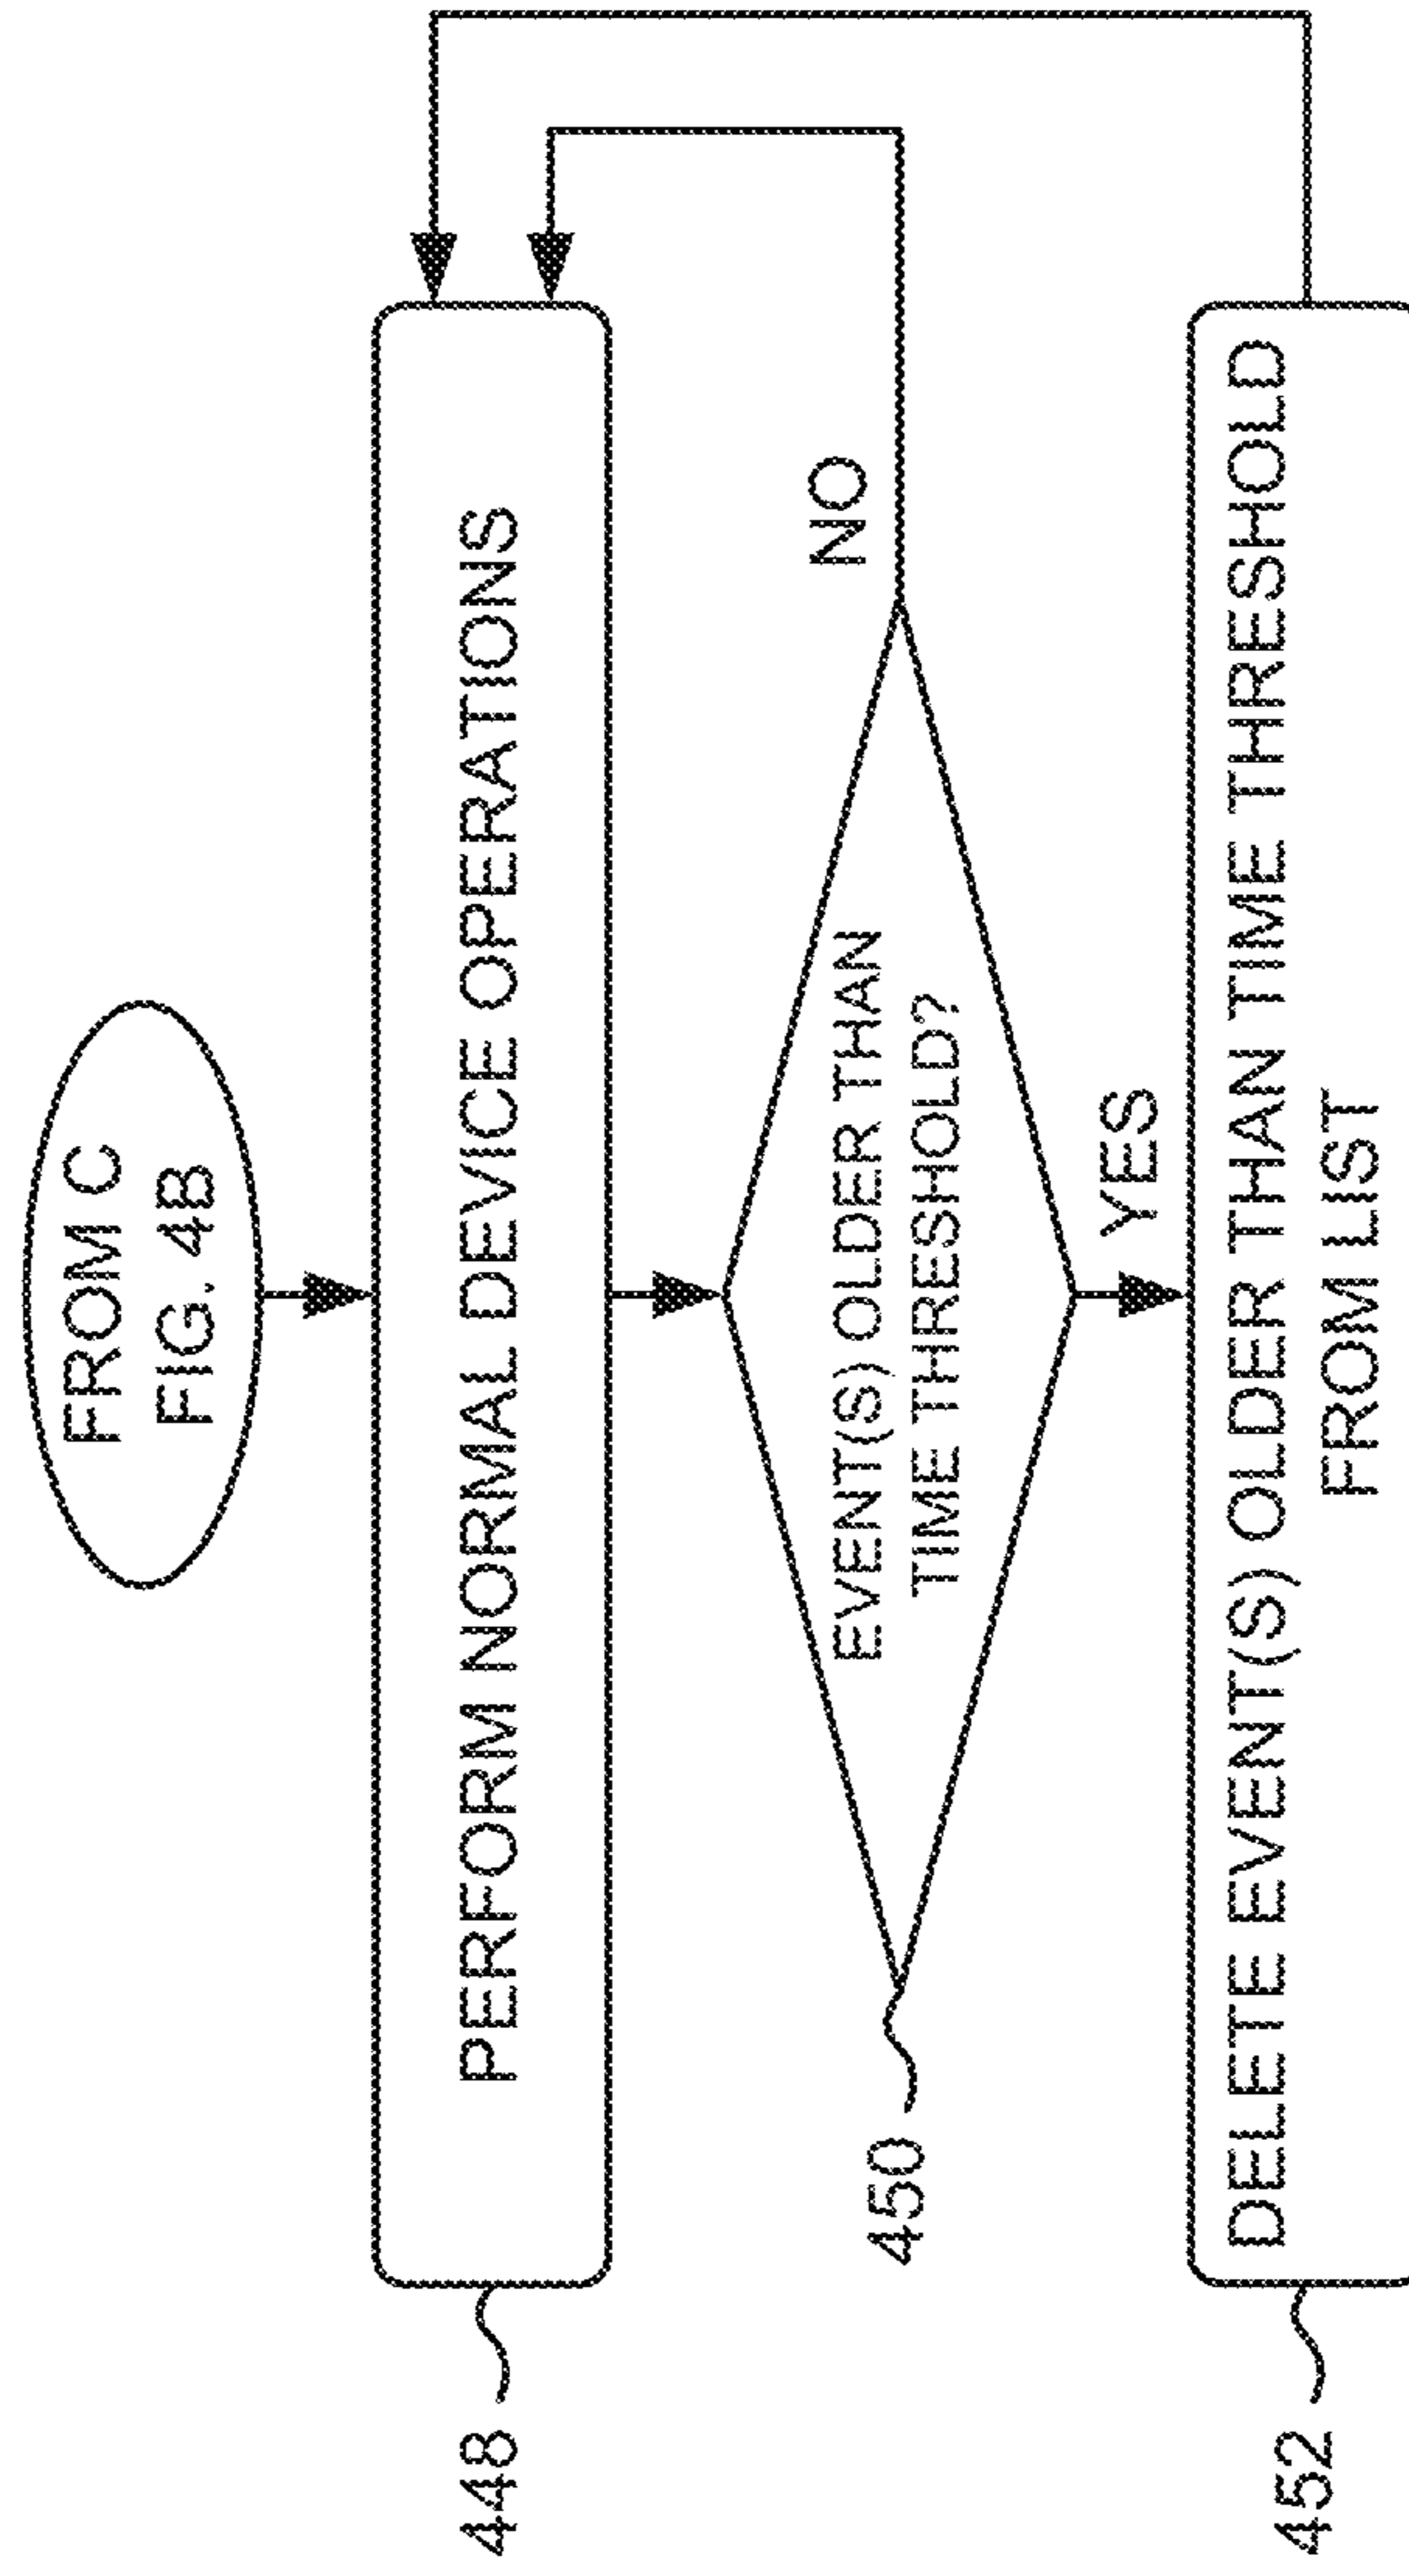 FROM C
FIG. 4B
448
PERFORM NORMAL DEVICE OPERATIONS
450
EVENT(S) OLDER THAN
TIME THRESHOLD?
NO
YES
452
DELETE EVENT(S) OLDER THAN TIME THRESHOLD
FROM LIST